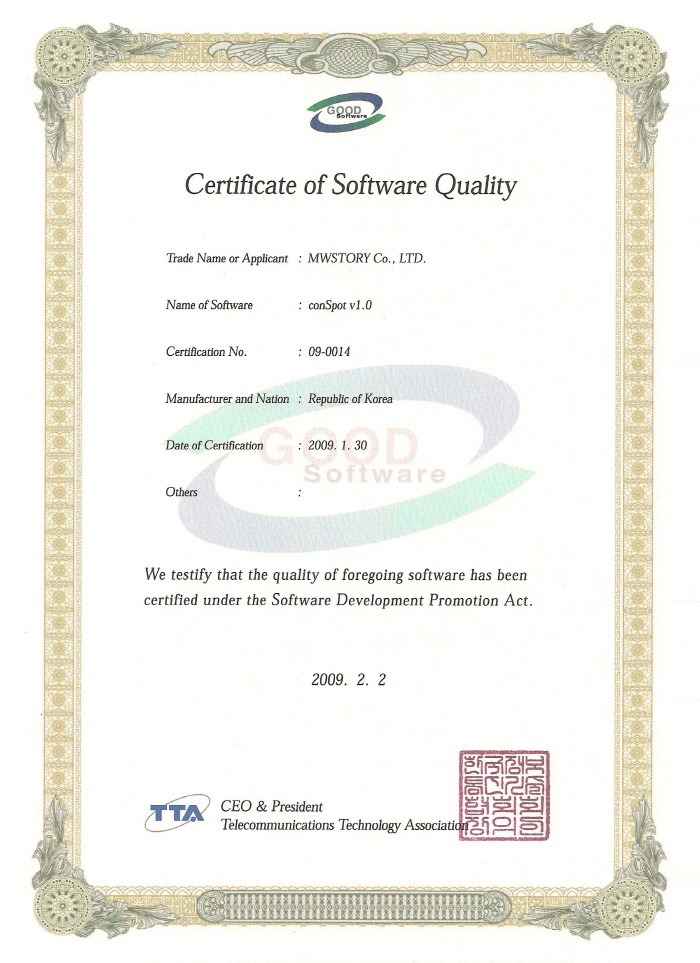 GOOD
Software
Certificate of Software Quality
Trade Name or Applicant : MWSTORY Co., LTD.
Name of Software : conSpot v1.0
Certification No. : 09-0014
Manufacturer and Nation : Republic of Korea
Date of Certification : 2009. 1. 30
GOOD
Software
Others :
We testify that the quality of foregoing software has been
certified under the Software Development Promotion Act.
2009. 2. 2
TTA
CEO & President
Telecommunications Technology Association